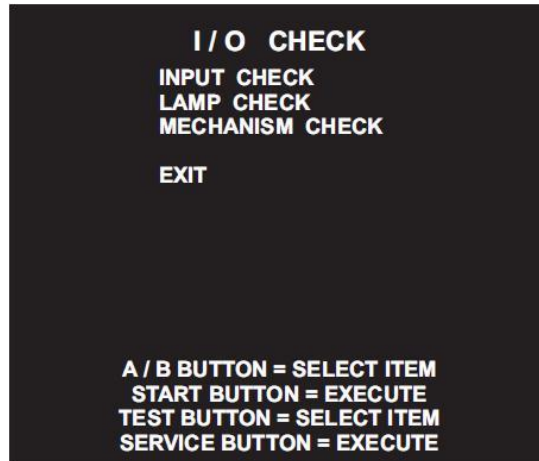 I / O CHECK
INPUT CHECK
LAMP CHECK
MECHANISM CHECK
EXIT
A / B BUTTON = SELECT ITEM
START BUTTON = EXECUTE
TEST BUTTON = SELECT ITEM
SERVICE BUTTON = EXECUTE